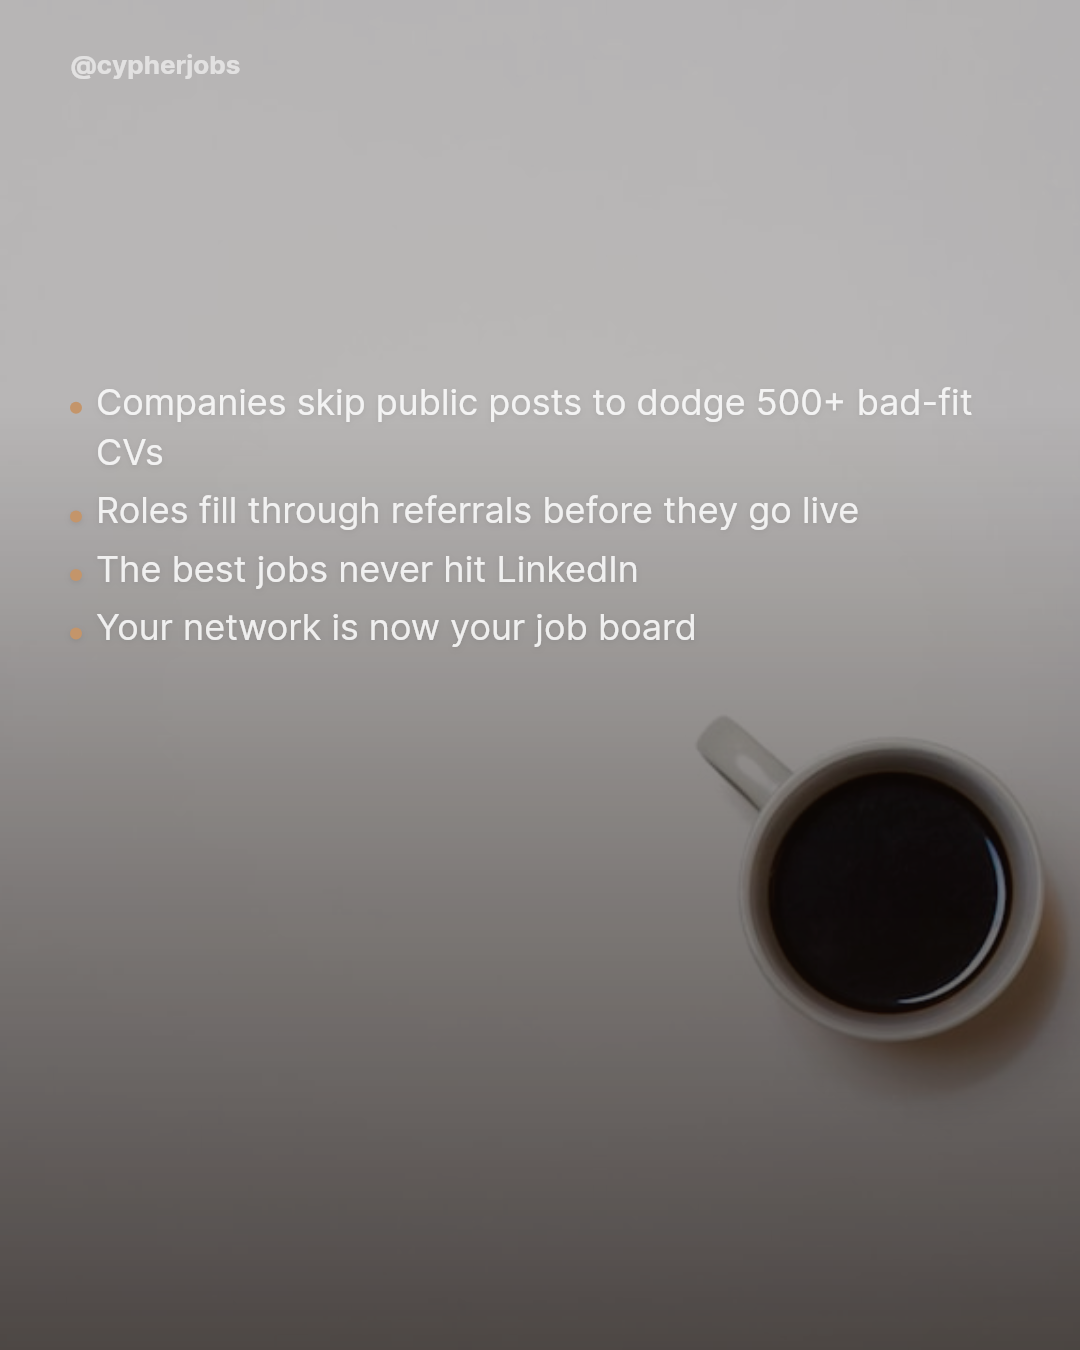 @cypherjobs
• Companies skip public posts to dodge 500+ bad-fit
CVs
• Roles fill through referrals before they go live
• The best jobs never hit LinkedIn
• Your network is now your job board